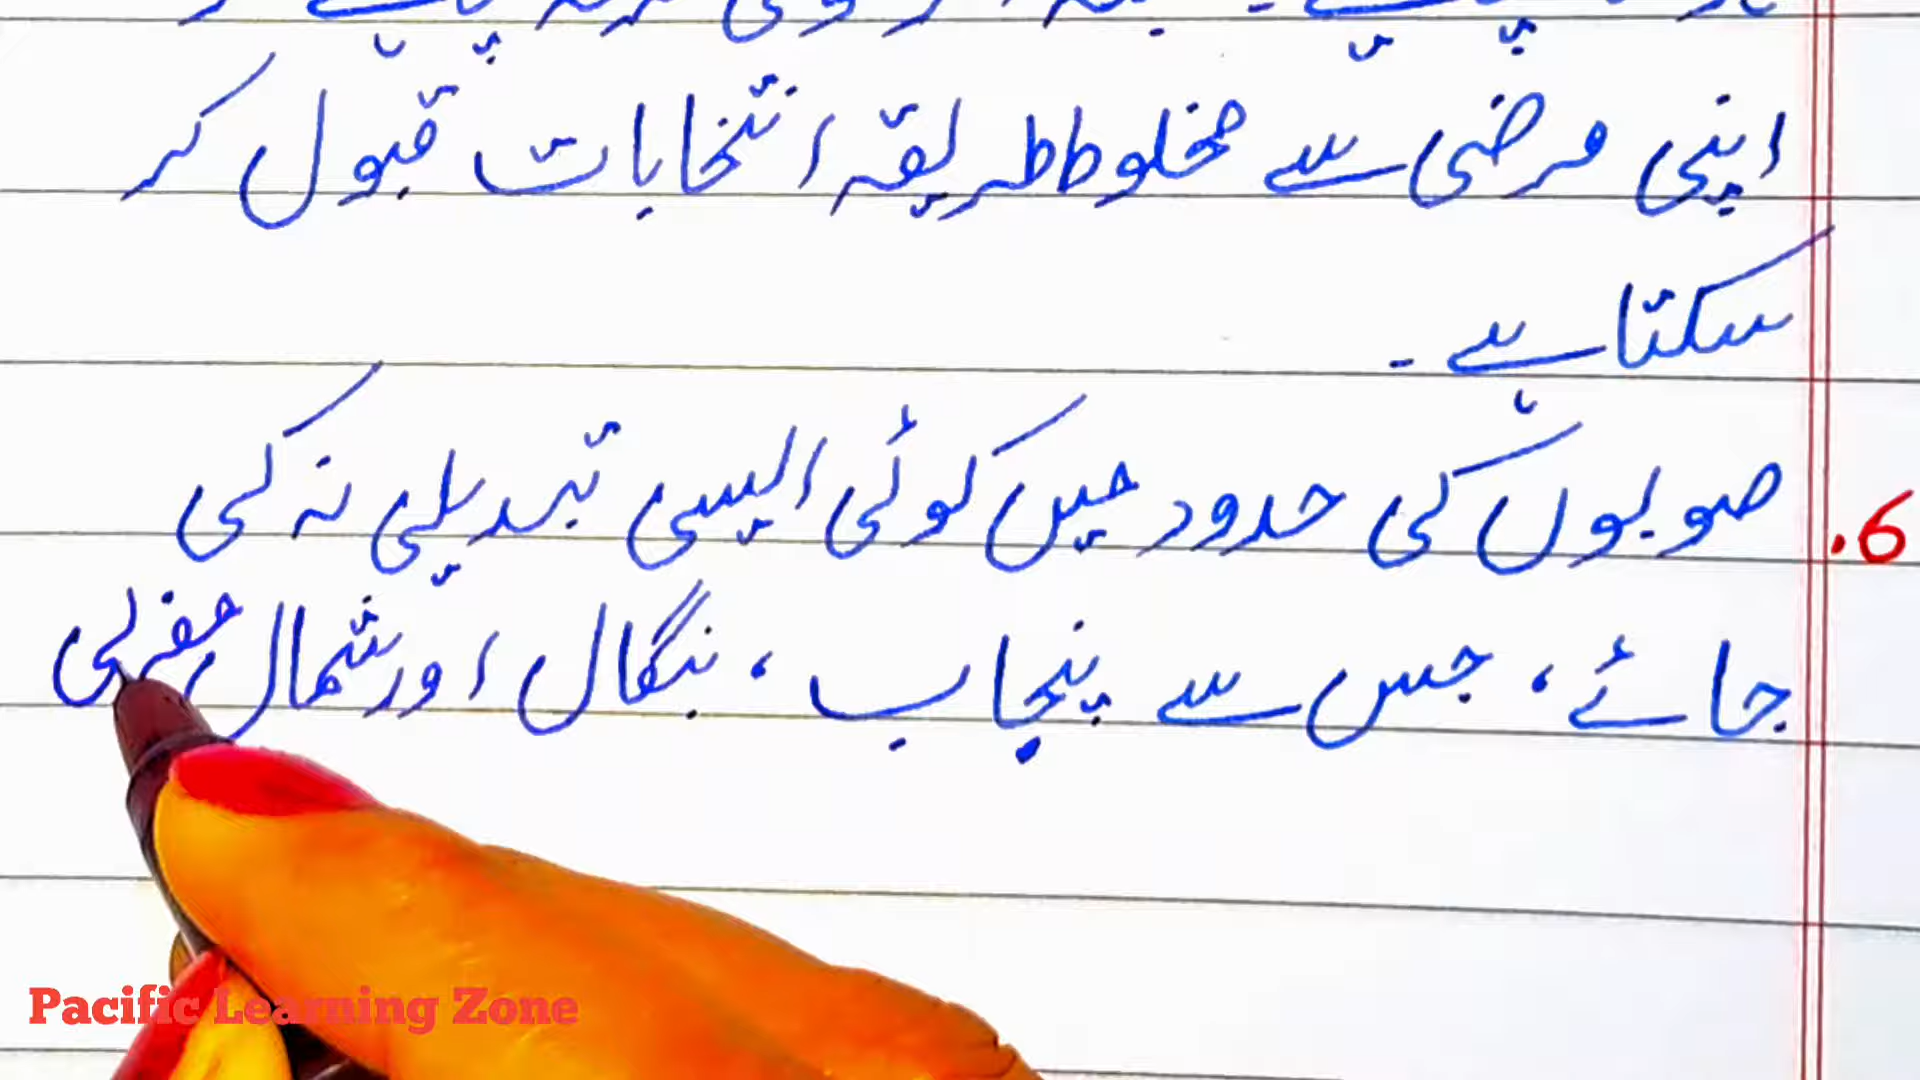 اپنی مرضی سے مخلوط طریقہ انتخابات قبول کر
سکتا ہے ۔
6. صوبوں کی حدود میں کوئی ایسی تبدیلی نہ کی
جائے، جس سے پنجاب، بنگال اور شمال مغربی
Pacific Learning Zone